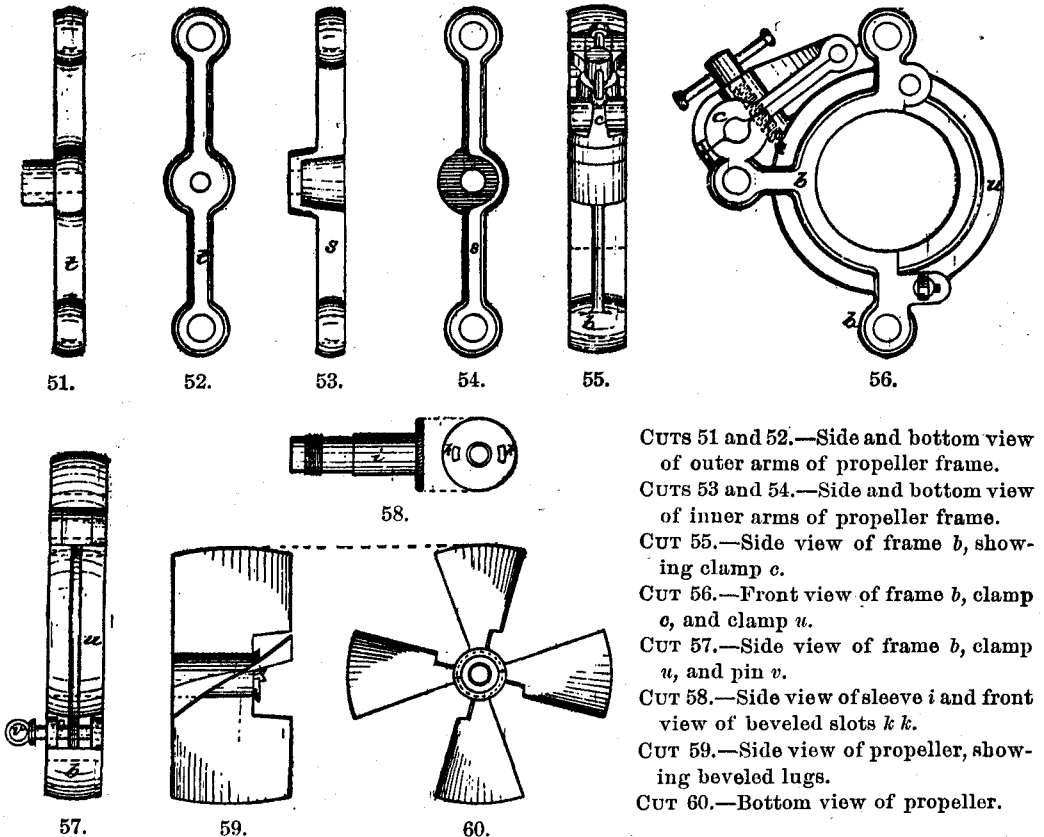 t
t
s
s
c
b
c
b
u
b
51.
52.
53.
54.
55.
56.
i
k
k
58.
u
v
b
57.
59.
60.
CUTS 51 and 52.—Side and bottom view
of outer arms of propeller frame.
CUTS 53 and 54.—Side and bottom view
of inner arms of propeller frame.
CUT 55.—Side view of frame b, show-
ing clamp c.
CUT 56.—Front view of frame b, clamp
c, and clamp u.
CUT 57.—Side view of frame b, clamp
u, and pin v.
CUT 58.—Side view of sleeve i and front
view of beveled slots k k.
CUT 59.—Side view of propeller, show-
ing beveled lugs.
CUT 60.—Bottom view of propeller.